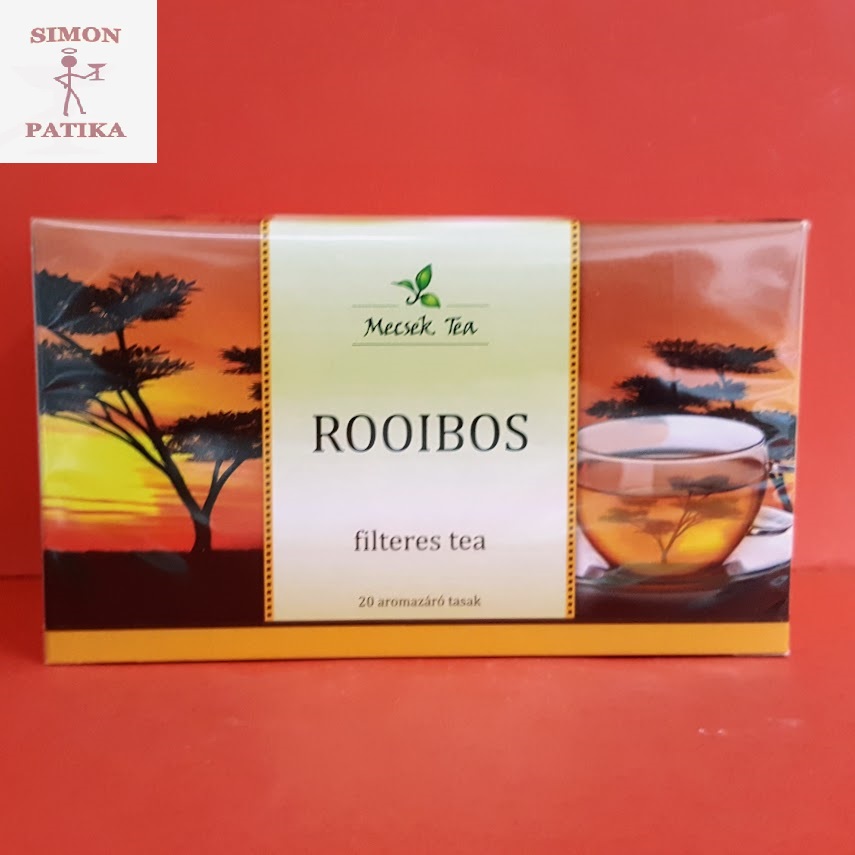 SIMON
PATIKA
Mecsek Tea
ROOIBOS
filteres tea
20 aromazáró tasak